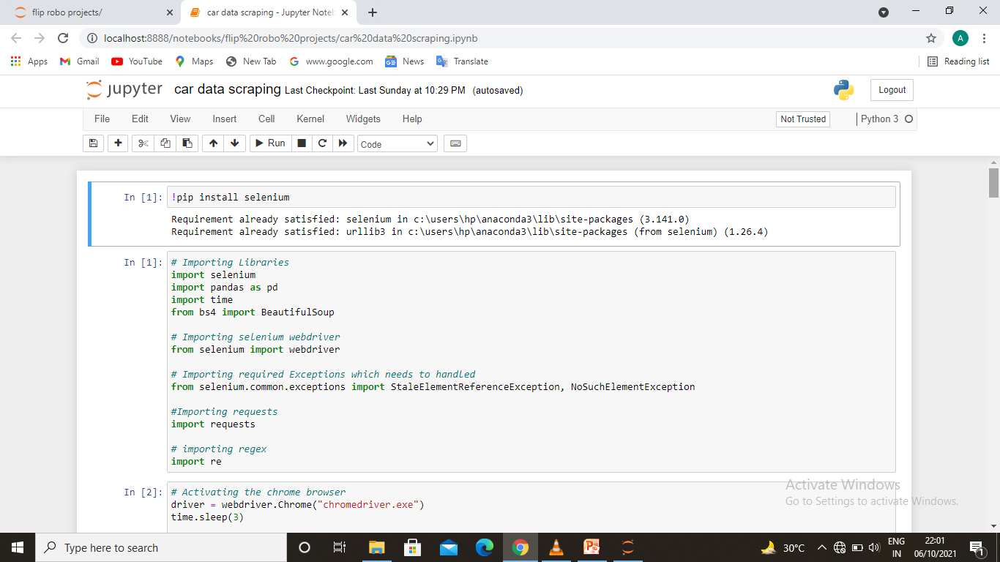 flip robo projects/
car data scraping - Jupyter Note
localhost:8888/notebooks/flip%20robo%20projects/car%20data%20scraping.ipynb
A
Apps Gmail YouTube Maps New Tab www.google.com News Translate Reading list
jupyter car data scraping Last Checkpoint: Last Sunday at 10:29 PM (autosaved)
Logout
File Edit View Insert Cell Kernel Widgets Help Not Trusted Python 3
Run Code
In [1]: !pip install selenium
Requirement already satisfied: selenium in c:\users\hp\anaconda3\lib\site-packages (3.141.0)
Requirement already satisfied: urllib3 in c:\users\hp\anaconda3\lib\site-packages (from selenium) (1.26.4)
In [1]: # Importing Libraries
import selenium
import pandas as pd
import time
from bs4 import BeautifulSoup
# Importing selenium webdriver
from selenium import webdriver
# Importing required Exceptions which needs to handled
from selenium.common.exceptions import StaleElementReferenceException, NoSuchElementException
#Importing requests
import requests
# importing regex
import re
In [2]: # Activating the chrome browser
driver = webdriver.Chrome("chromedriver.exe")
time.sleep(3)
Activate Windows
Go to Settings to activate Windows.
Type here to search
30°C
ENG
IN
22:01
06/10/2021
1